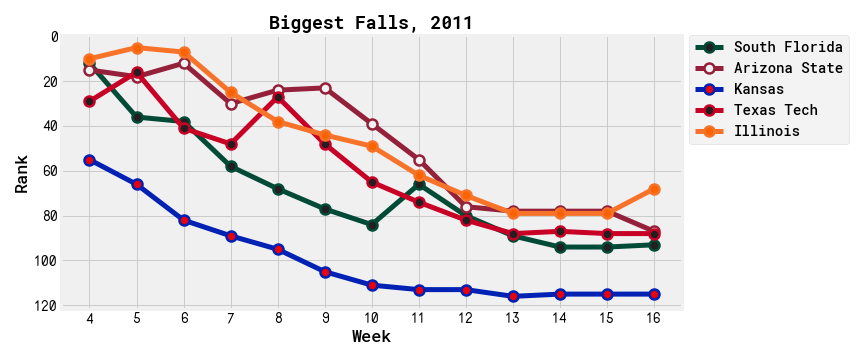 Biggest Falls, 2011
South Florida
Arizona State
Kansas
Texas Tech
Illinois
Rank
0
20
40
60
80
100
120
4 5 6 7 8 9 10 11 12 13 14 15 16
Week